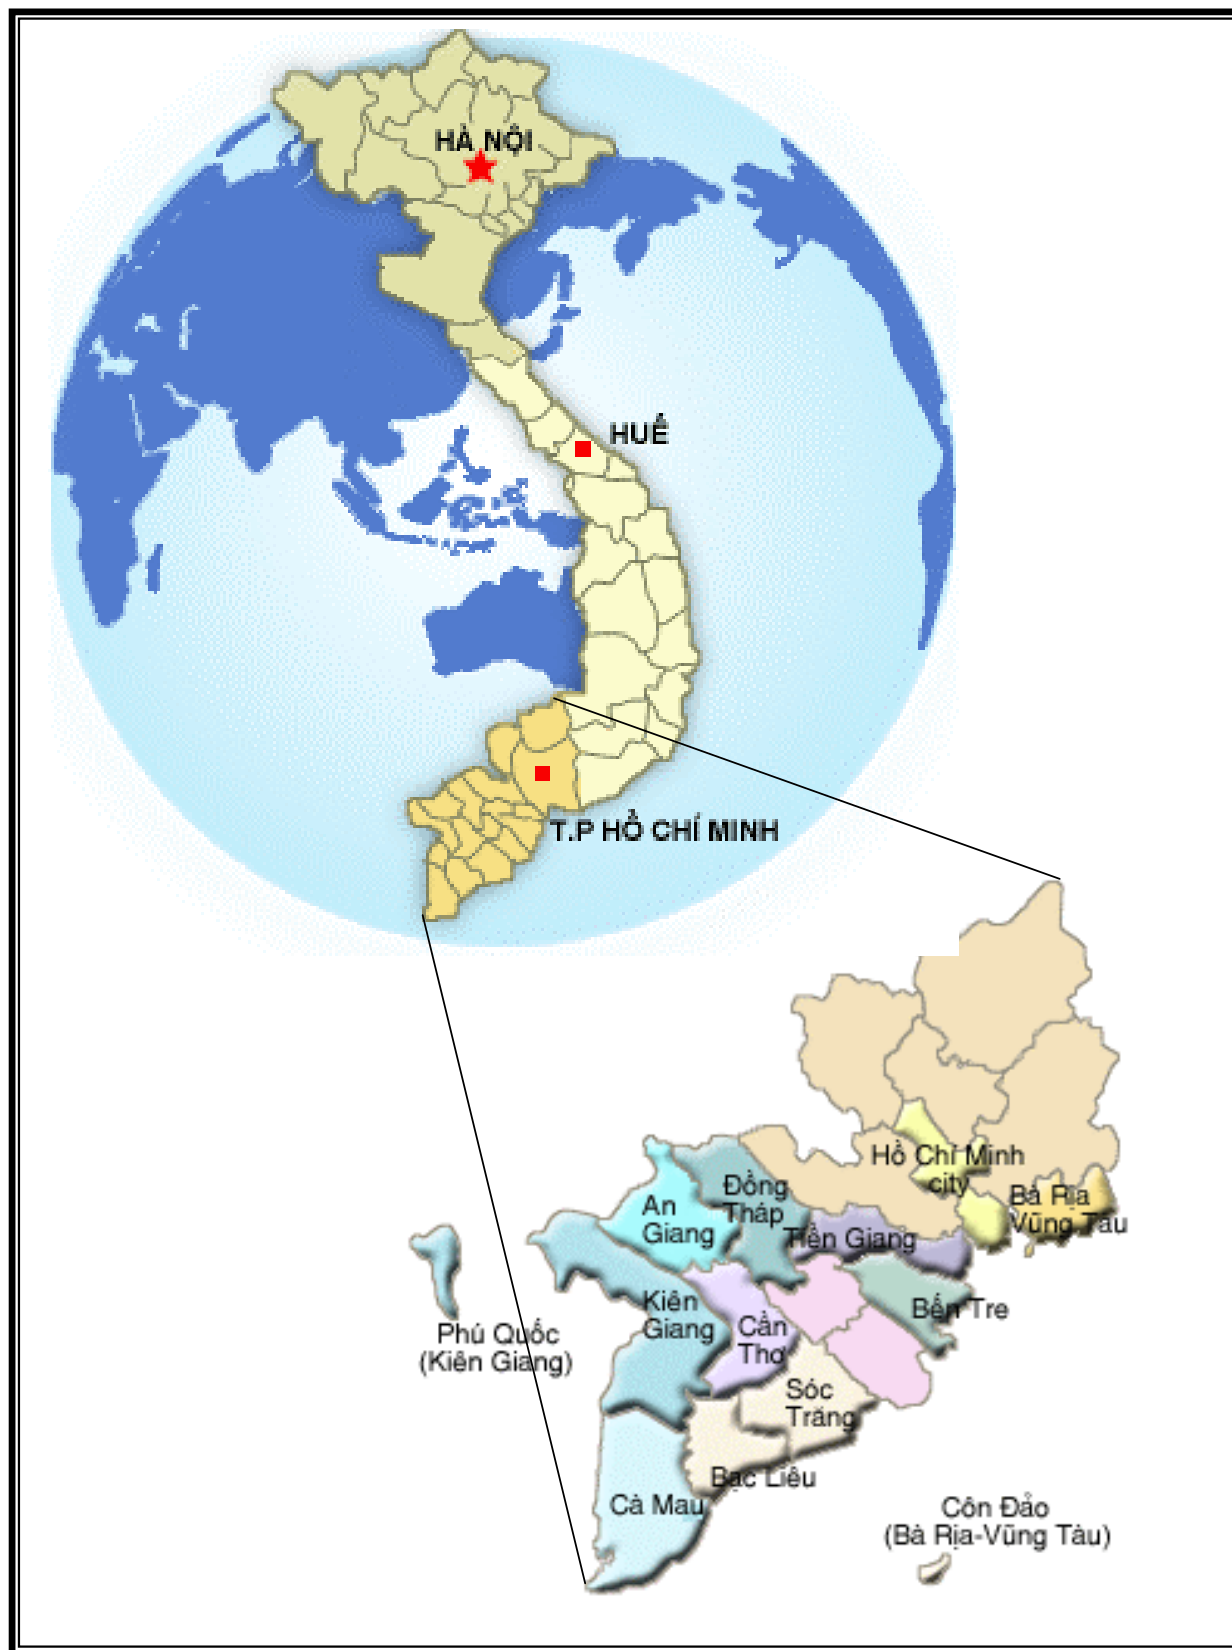 HÀ NỘI
HUẾ
T.P HỒ CHÍ MINH
Hồ Chí Minh
city
Bà Rịa
Vũng Tàu
Đồng
Tháp
An
Giang
Tiền Giang
Kiên
Giang
Cần
Thơ
Bến Tre
Phú Quốc
(Kiên Giang)
Sóc
Trăng
Bạc Liêu
Cà Mau
Côn Đảo
(Bà Rịa-Vũng Tàu)